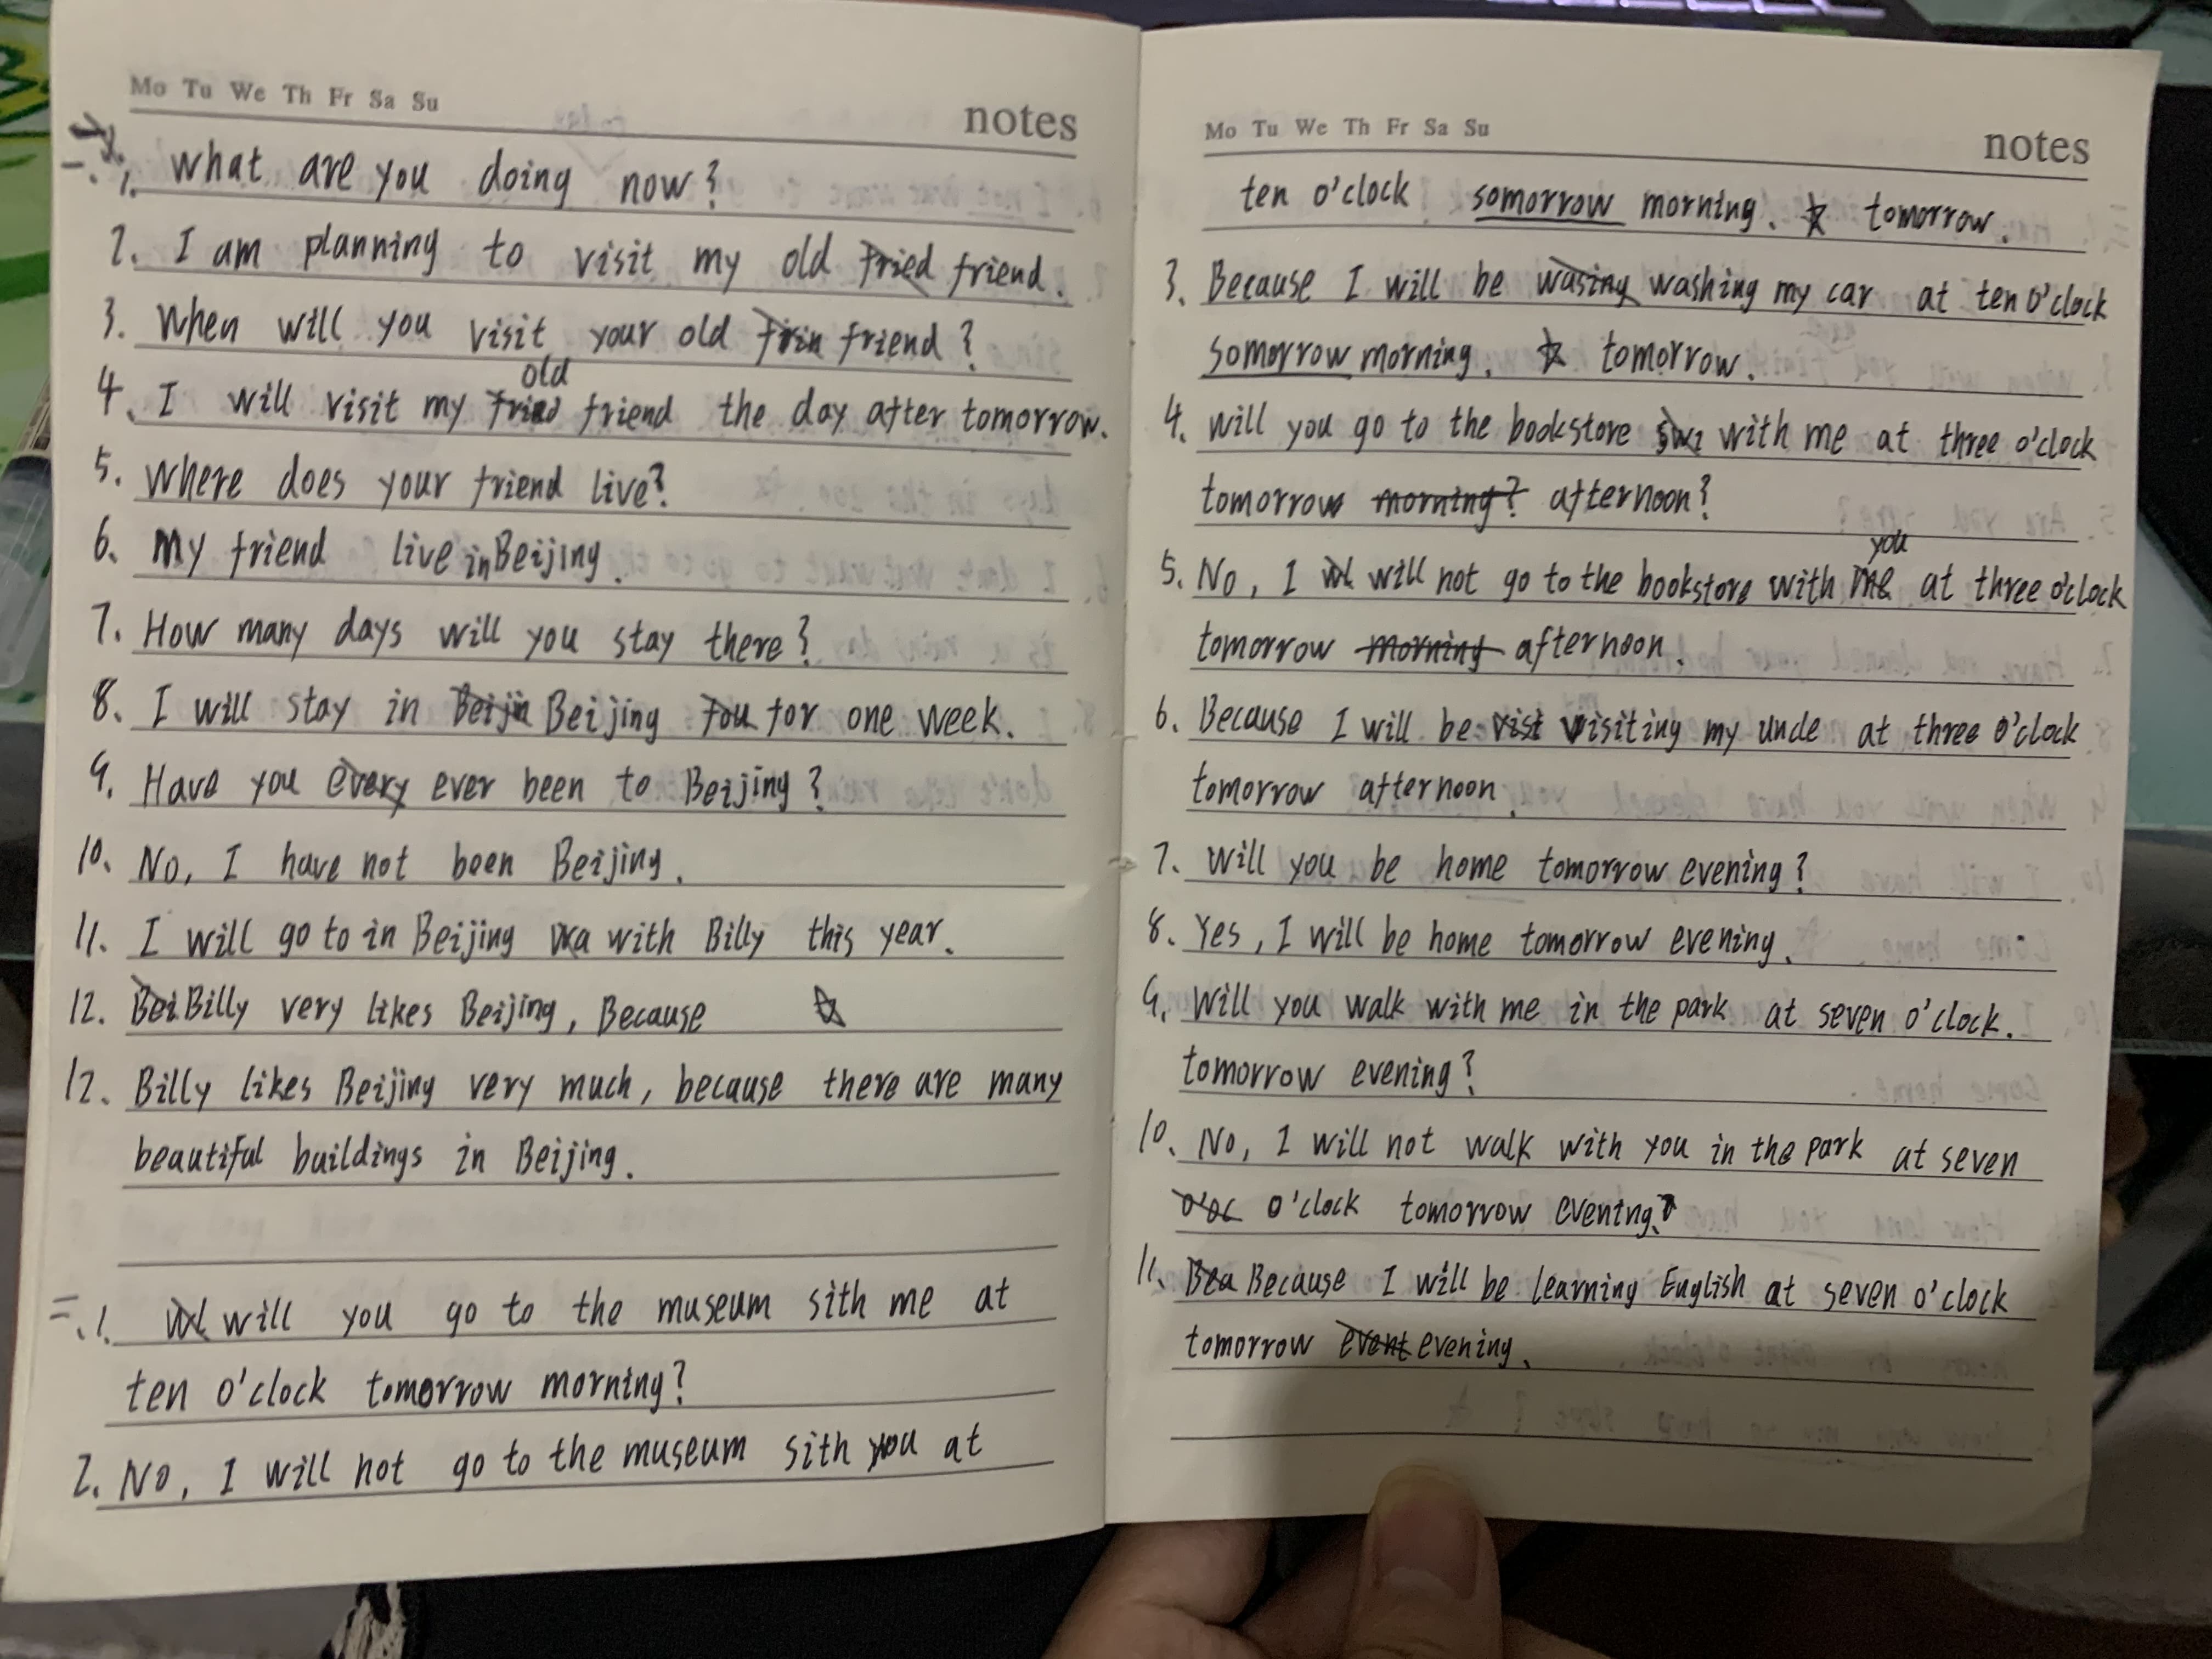 Mo Tu We Th Fr Sa Su
notes
一. 1. What are you doing now?
2. I am planning to visit my old fried friend.
3. When will you visit your old frin friend?
old
4. I will visit my fried friend the day after tomorrow.
5. Where does your friend live?
6. My friend live in Beijing.
7. How many days will you stay there?
8. I will stay in Beijin Beijing fou for one week.
9. Have you every ever been to Beijing?
10. No, I have not been Beijing.
11. I will go to in Beijing wa with Billy this year.
12. Bei Billy very likes Beijing, Because ☆
12. Billy likes Beijing very much, because there are many
beautiful buildings in Beijing.
二. 1. Wl will you go to the museum sith me at
ten o'clock tomorrow morning?
2. No, I will not go to the museum sith you at
Mo Tu We Th Fr Sa Su
notes
ten o'clock somorrow morning. ☆ tomorrow.
3. Because I will be wasing washing my car at ten o'clock
somorrow morning. ☆ tomorrow.
4. Will you go to the bookstore with me at three o'clock
tomorrow morning? afternoon?
you
5. No, I wl will not go to the bookstore with me at three o'clock
tomorrow morning afternoon.
6. Because I will be vist visiting my uncle at three o'clock
tomorrow afternoon.
7. Will you be home tomorrow evening?
8. Yes, I will be home tomorrow evening.
9. Will you walk with me in the park at seven o'clock.
tomorrow evening?
10. No, I will not walk with you in the park at seven
o'oc o'clock tomorrow evening.
11. Bea Because I will be learning English at seven o'clock
tomorrow event evening.